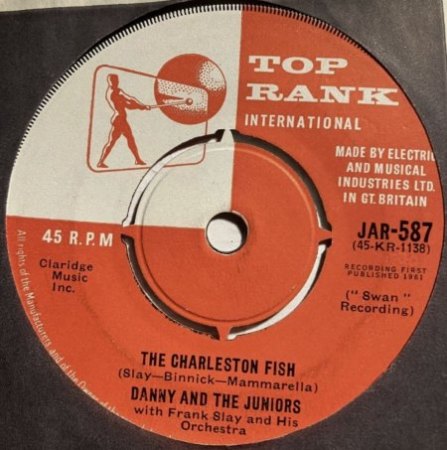 TOP
RANK
INTERNATIONAL
MADE BY ELECTRI
AND MUSICAL
INDUSTRIES LTD.
IN GT. BRITAIN
45 R.P.M
JAR-587
(45-KR-1138)
Claridge
Music
Inc.
RECORDING FIRST
PUBLISHED 1961
("Swan"
Recording)
THE CHARLESTON FISH
(Slay—Binnick—Mammarella)
DANNY AND THE JUNIORS
with Frank Slay and His
Orchestra
All rights of the Manufacturers and of the Owner of the